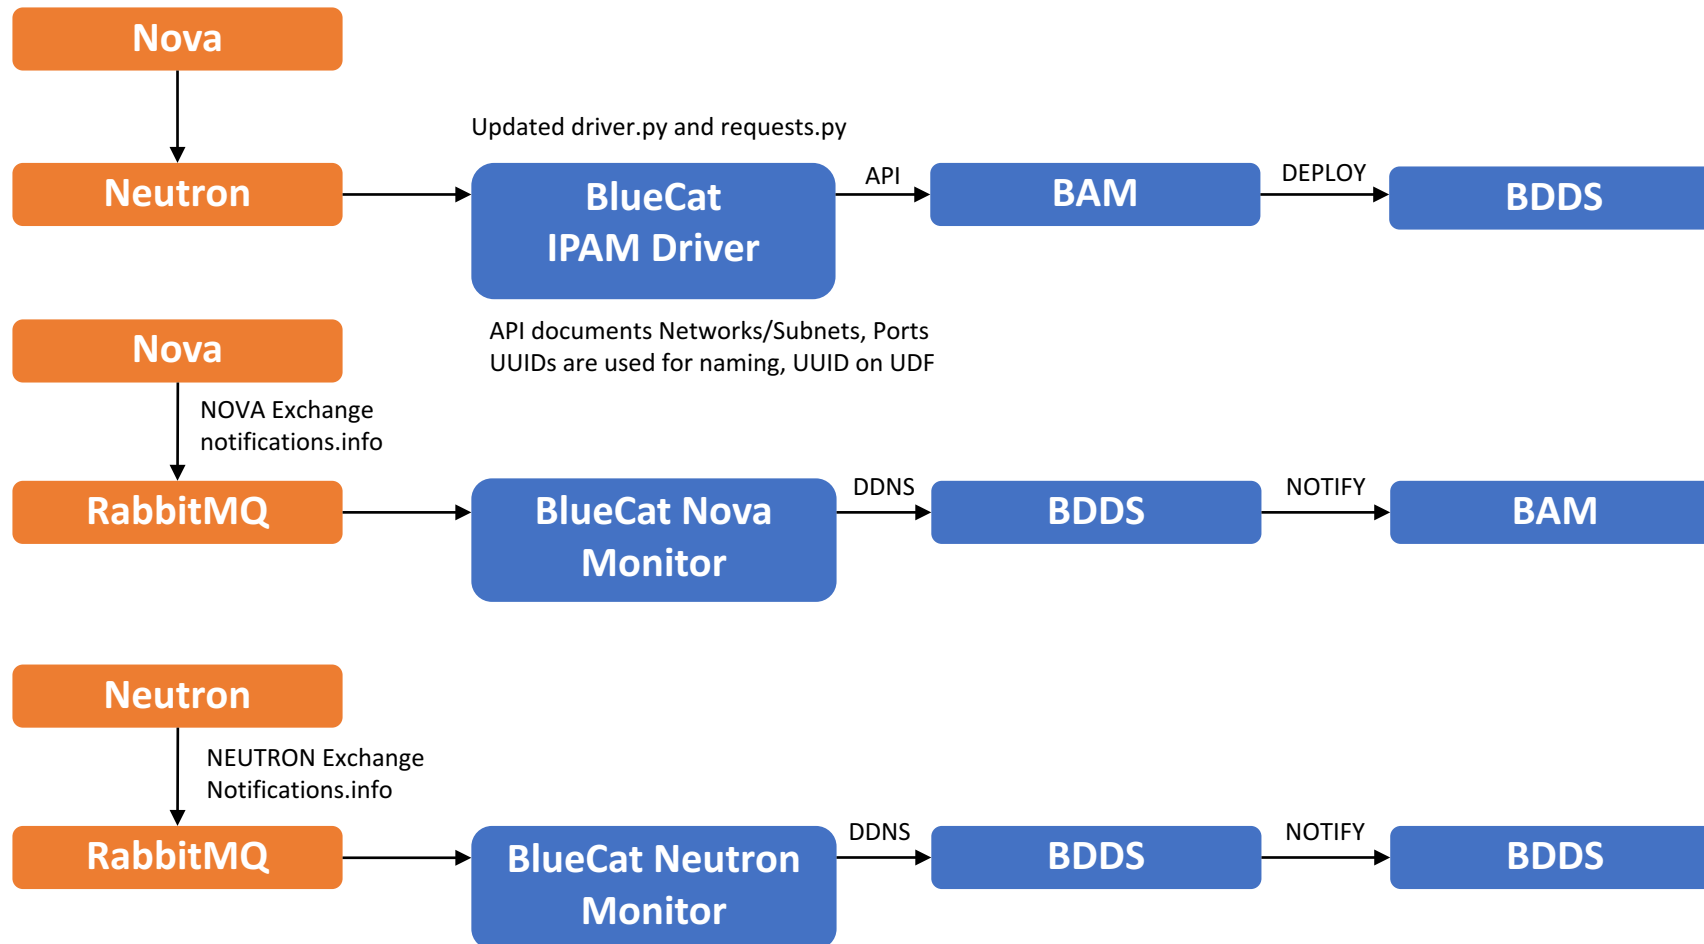 Nova
Updated driver.py and requests.py
Neutron
BlueCat
IPAM Driver
API
BAM
DEPLOY
BDDS
API documents Networks/Subnets, Ports
UUIDs are used for naming, UUID on UDF
Nova
NOVA Exchange
notifications.info
RabbitMQ
BlueCat Nova
Monitor
DDNS
BDDS
NOTIFY
BAM
Neutron
NEUTRON Exchange
Notifications.info
RabbitMQ
BlueCat Neutron
Monitor
DDNS
BDDS
NOTIFY
BDDS